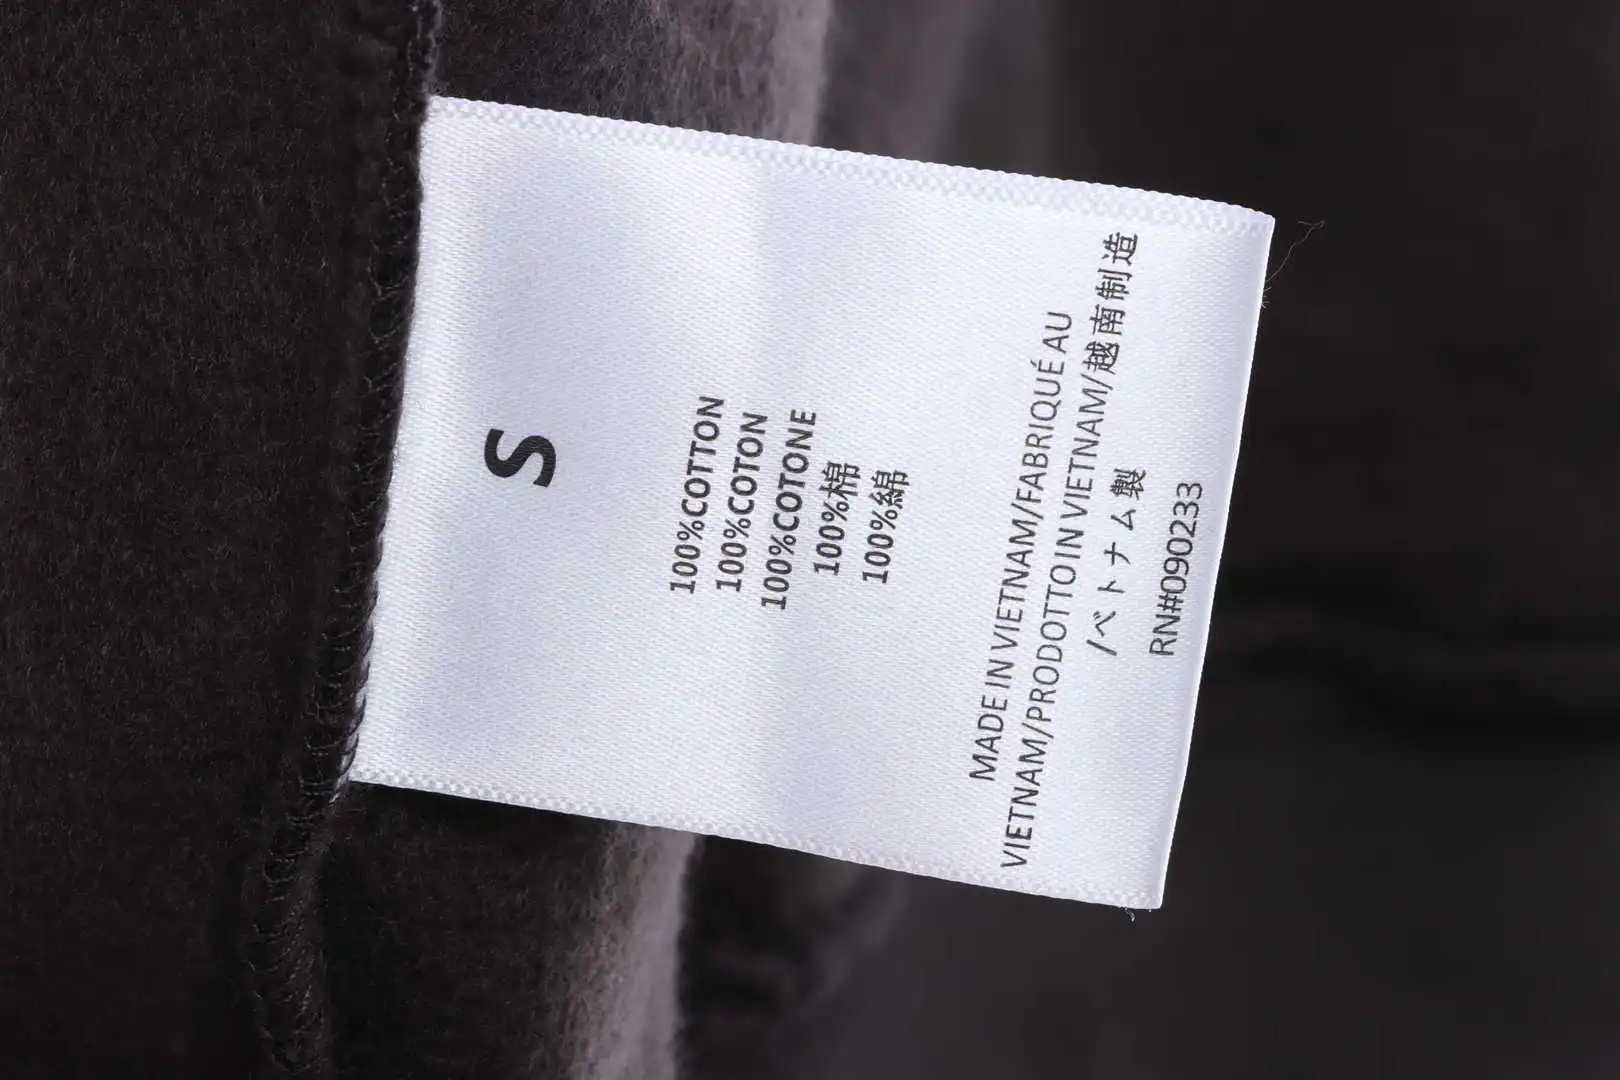 S
100%COTTON
100%COTON
100%COTONE
100%棉
100%綿
MADE IN VIETNAM/FABRIQUÉ AU
VIETNAM/PRODOTTO IN VIETNAM/越南制造
/ベトナム製
RN#090233